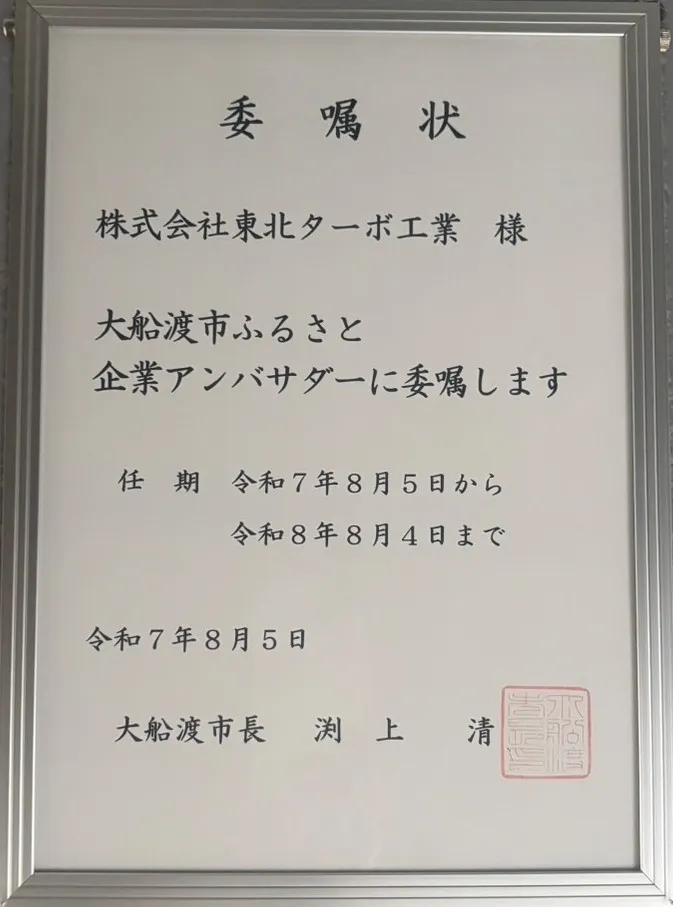 委嘱状
株式会社東北ターボ工業 様
大船渡市ふるさと
企業アンバサダーに委嘱します
任 期 令和7年8月5日から
令和8年8月4日まで
令和7年8月5日
大船渡市長 渕上 清